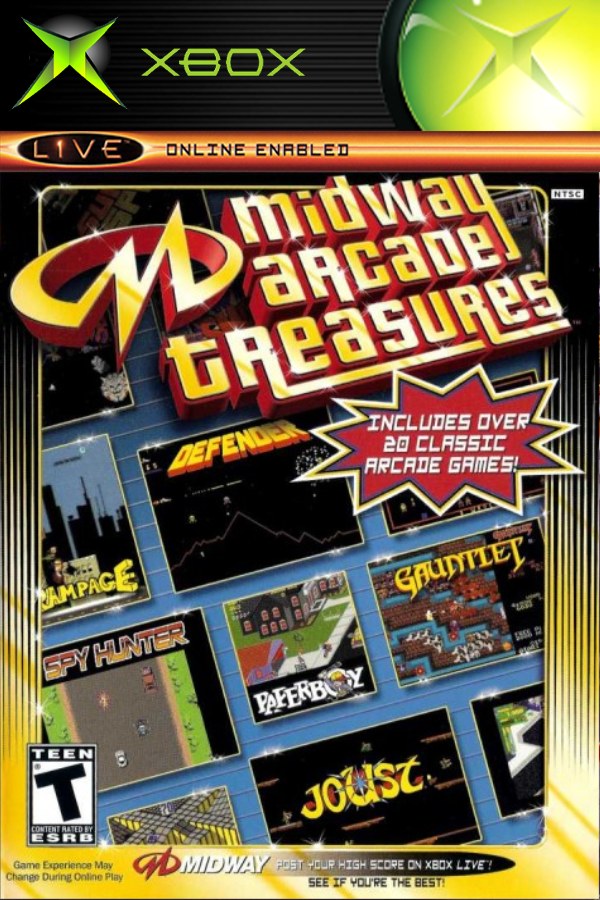 XBOX
LIVE ONLINE ENABLED
NTSC
midway
arcade
treasures
INCLUDES OVER
20 CLASSIC
ARCADE GAMES!
DEFENDER
RAMPAGE
GAUNTLET
SPY HUNTER
PAPERBOY
JOUST
TEEN
T
CONTENT RATED BY
ESRB
Game Experience May
Change During Online Play
MIDWAY
POST YOUR HIGH SCORE ON XBOX LIVE!
SEE IF YOU'RE THE BEST!